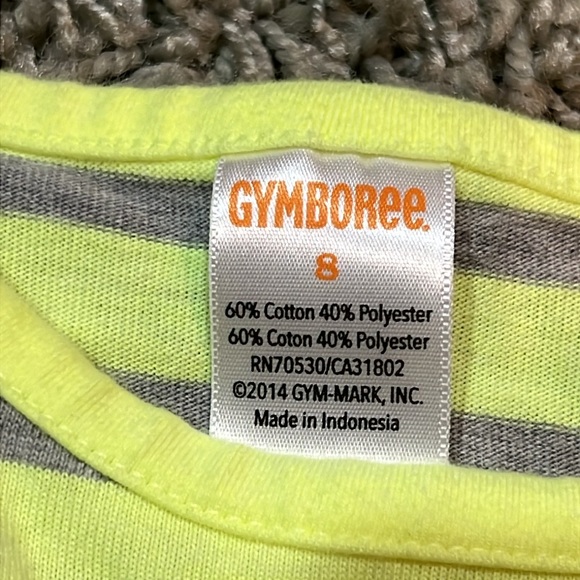 GYMBOREE.
8
60% Cotton 40% Polyester
60% Coton 40% Polyester
RN70530/CA31802
©2014 GYM-MARK, INC.
Made in Indonesia